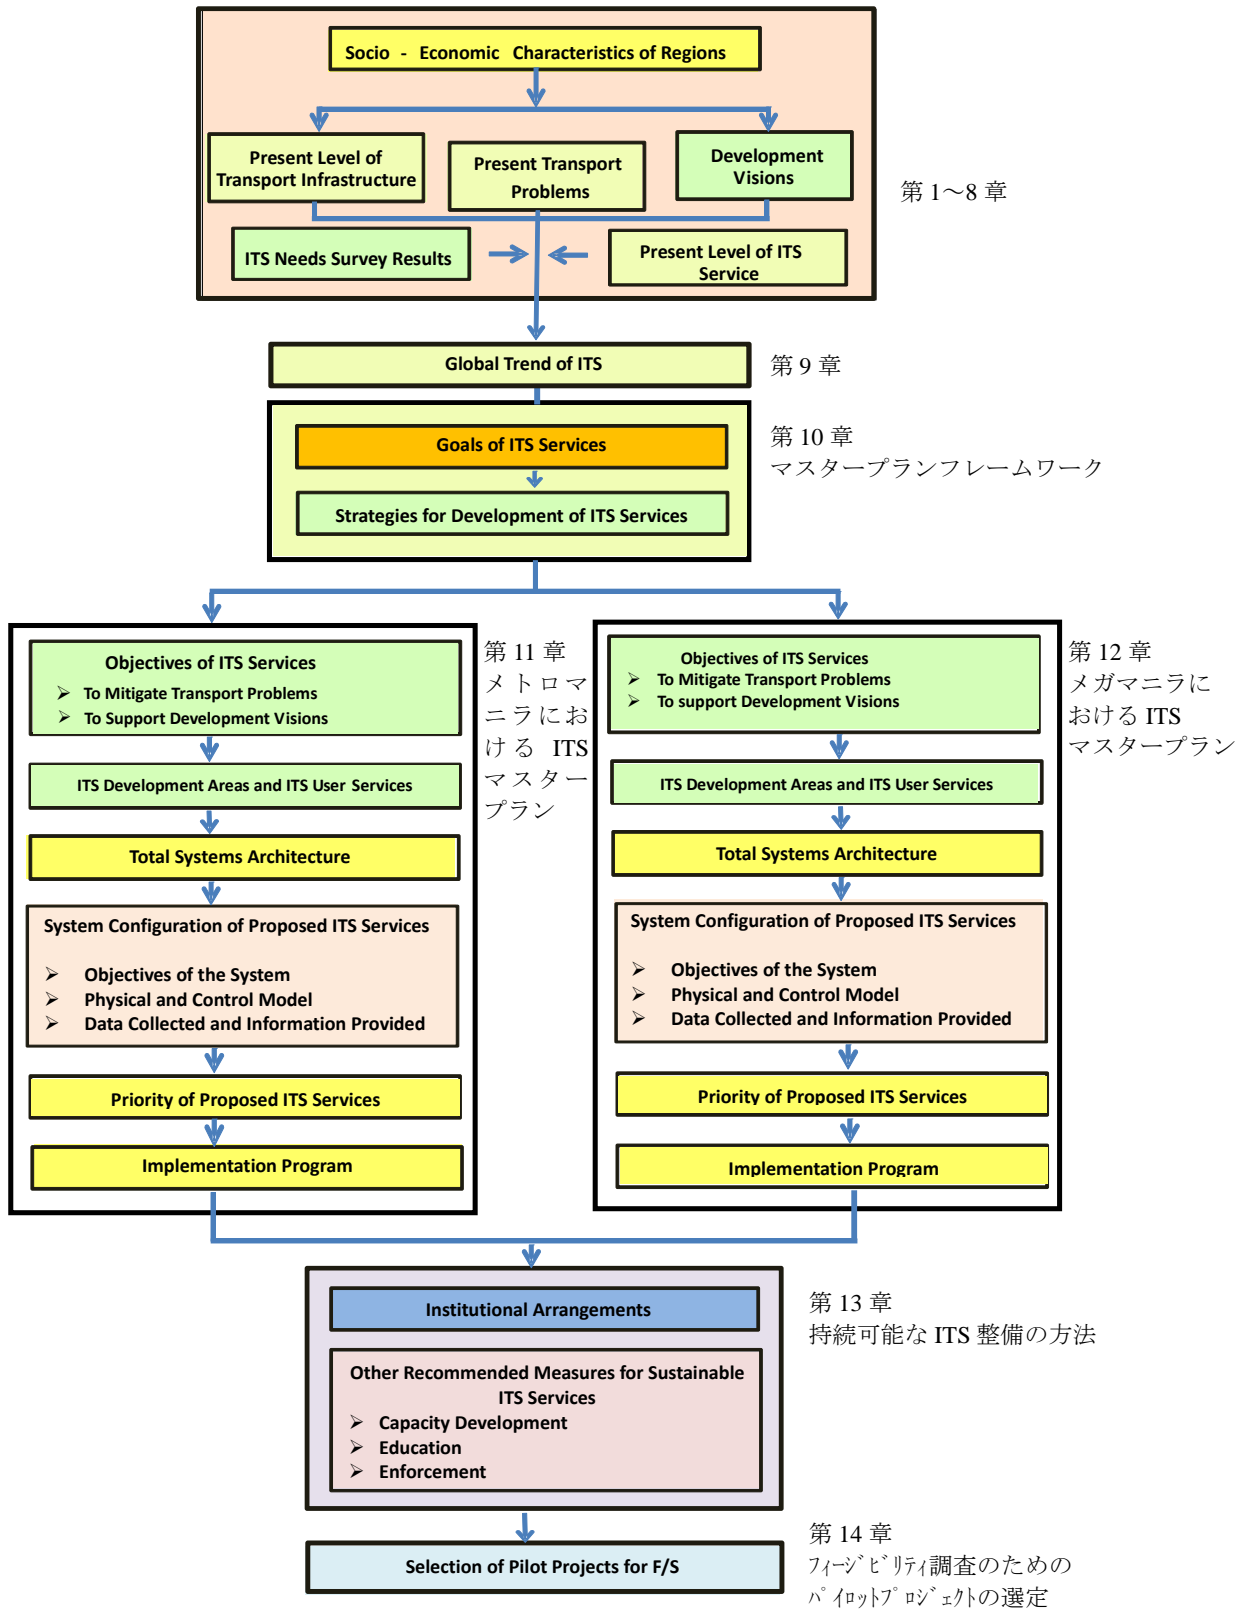 Socio - Economic Characteristics of Regions
Present Level of
Transport Infrastructure
Present Transport
Problems
Development
Visions
第 1～8 章
ITS Needs Survey Results
Present Level of ITS
Service
Global Trend of ITS
第 9 章
Goals of ITS Services
Strategies for Development of ITS Services
第 10 章
マスタープランフレームワーク
Objectives of ITS Services
➢ To Mitigate Transport Problems
➢ To Support Development Visions
ITS Development Areas and ITS User Services
Total Systems Architecture
System Configuration of Proposed ITS Services
➢ Objectives of the System
➢ Physical and Control Model
➢ Data Collected and Information Provided
Priority of Proposed ITS Services
Implementation Program
第 11 章
メトロマ
ニラにお
ける ITS
マスター
プラン
Objectives of ITS Services
➢ To Mitigate Transport Problems
➢ To support Development Visions
ITS Development Areas and ITS User Services
Total Systems Architecture
System Configuration of Proposed ITS Services
➢ Objectives of the System
➢ Physical and Control Model
➢ Data Collected and Information Provided
Priority of Proposed ITS Services
Implementation Program
第 12 章
メガマニラに
おける ITS
マスタープラン
Institutional Arrangements
Other Recommended Measures for Sustainable
ITS Services
➢ Capacity Development
➢ Education
➢ Enforcement
第 13 章
持続可能な ITS 整備の方法
Selection of Pilot Projects for F/S
第 14 章
ﾌｨｰｼﾞﾋﾞﾘﾃｨ調査のための
ﾊﾟｲﾛｯﾄﾌﾟﾛｼﾞｪｸﾄの選定